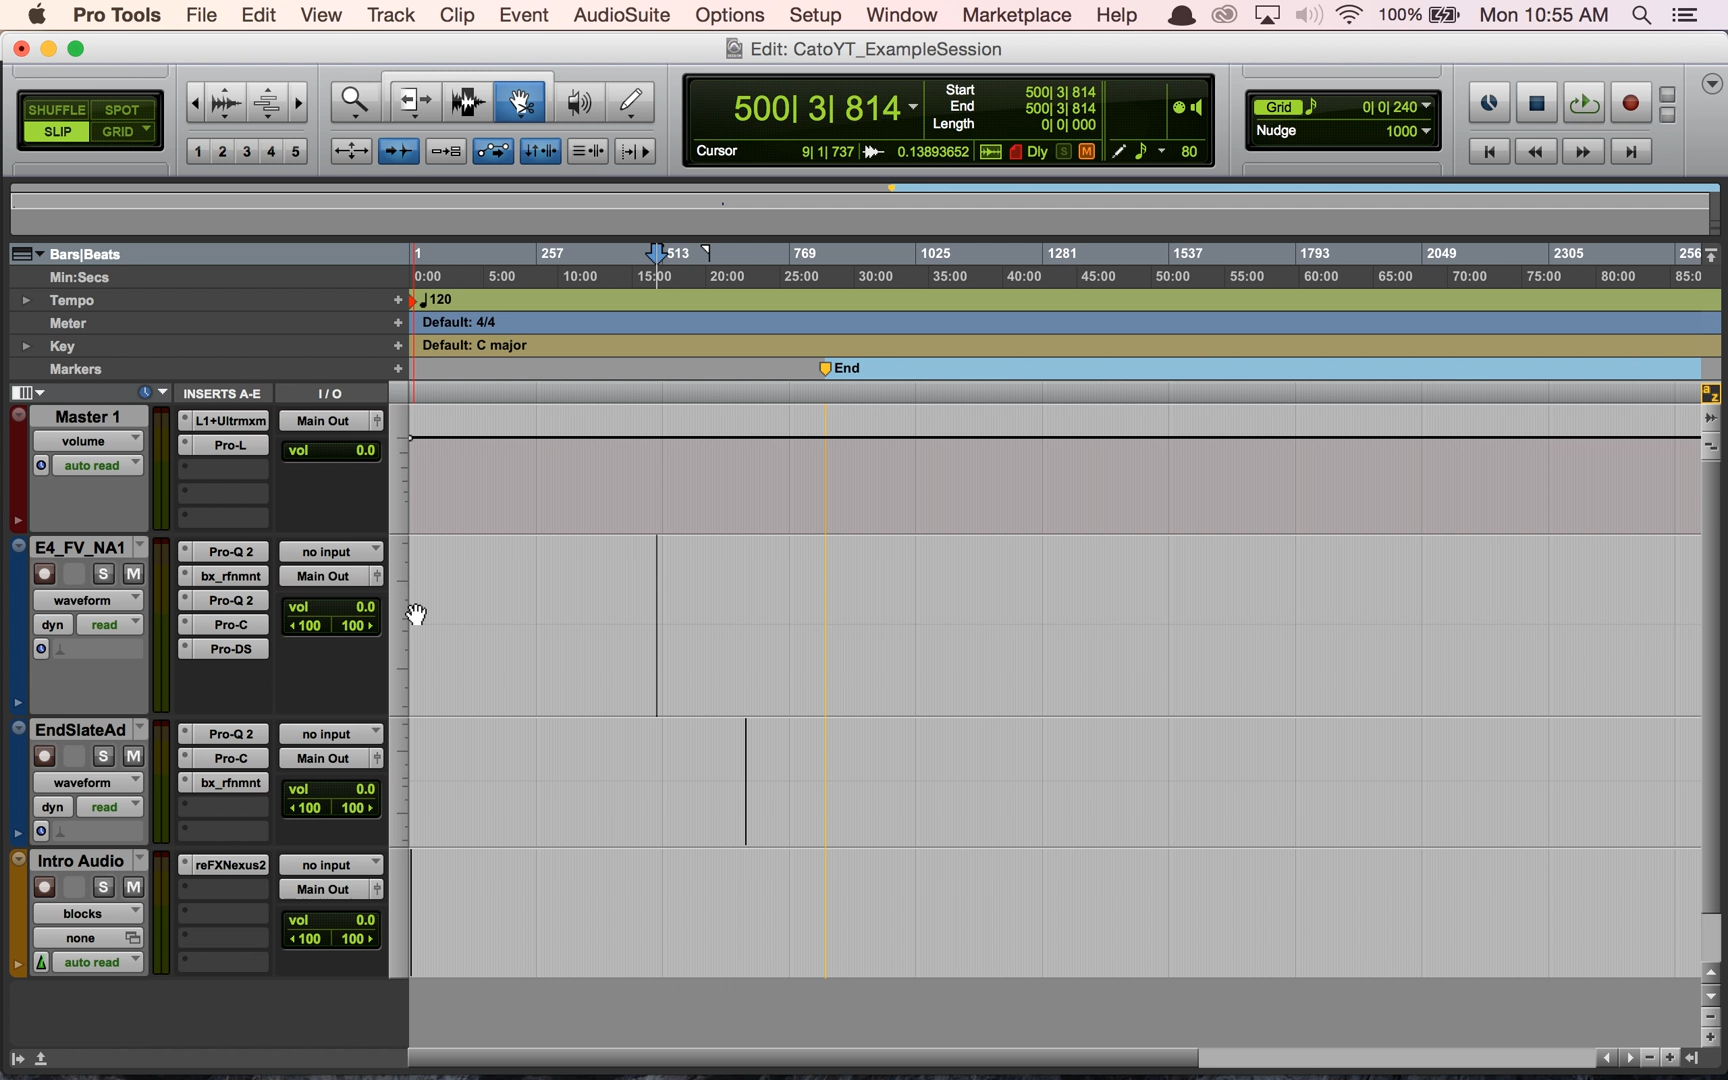 Pro Tools File Edit View Track Clip Event AudioSuite Options Setup Window Marketplace Help 100% Mon 10:55 AM
Edit: CatoYT_ExampleSession
SHUFFLE SPOT
SLIP GRID
1 2 3 4 5
500| 3| 814
Start 500| 3| 814
End 500| 3| 814
Length 0| 0| 000
Cursor 9| 1| 737 0.13893652 Dly S M 80
Grid 0| 0| 240
Nudge 1000
Bars|Beats 1 257 513 769 1025 1281 1537 1793 2049 2305 256
Min:Secs 0:00 5:00 10:00 15:00 20:00 25:00 30:00 35:00 40:00 45:00 50:00 55:00 60:00 65:00 70:00 75:00 80:00 85:0
Tempo + 120
Meter + Default: 4/4
Key + Default: C major
Markers + End
INSERTS A-E I / O
a z
Master 1 L1+Ultrmxm Main Out
volume Pro-L vol 0.0
auto read
E4_FV_NA1 Pro-Q 2 no input
S M bx_rfnmnt Main Out
waveform Pro-Q 2 vol 0.0
dyn read Pro-C 100 100
Pro-DS
EndSlateAd Pro-Q 2 no input
S M Pro-C Main Out
waveform bx_rfnmnt vol 0.0
dyn read 100 100
Intro Audio reFXNexus2 no input
S M Main Out
blocks vol 0.0
none 100 100
auto read